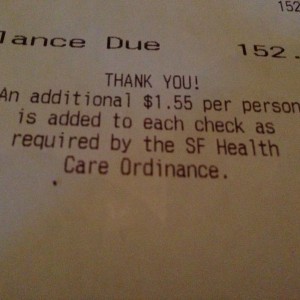 152
lance Due 152.
THANK YOU!
An additional $1.55 per person
is added to each check as
required by the SF Health
Care Ordinance.